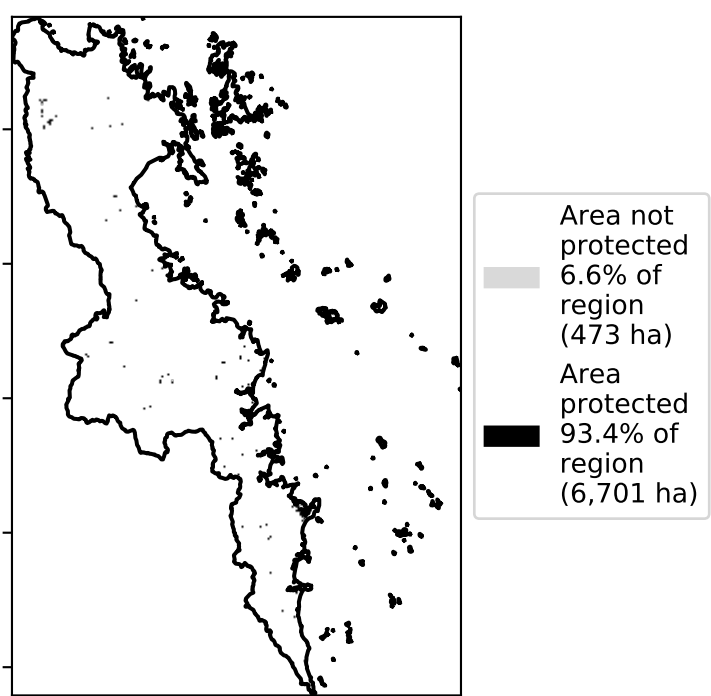 Area not
protected
6.6% of
region
(473 ha)
Area
protected
93.4% of
region
(6,701 ha)